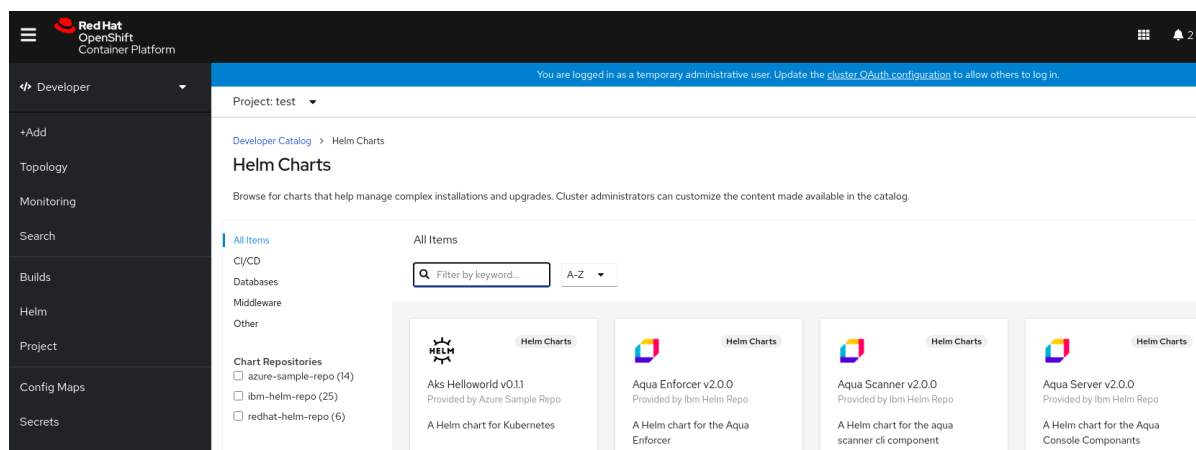 Red Hat
OpenShift
Container Platform
2
You are logged in as a temporary administrative user. Update the cluster OAuth configuration to allow others to log in.
</> Developer
Project: test
+Add
Topology
Monitoring
Search
Builds
Helm
Project
Config Maps
Secrets
Developer Catalog > Helm Charts
Helm Charts
Browse for charts that help manage complex installations and upgrades. Cluster administrators can customize the content made available in the catalog.
All Items
CI/CD
Databases
Middleware
Other
Chart Repositories
azure-sample-repo (14)
ibm-helm-repo (25)
redhat-helm-repo (6)
All Items
Filter by keyword...
A-Z
HELM
Helm Charts
Aks Helloworld v0.1.1
Provided by Azure Sample Repo
A Helm chart for Kubernetes
Helm Charts
Aqua Enforcer v2.0.0
Provided by Ibm Helm Repo
A Helm chart for the Aqua
Enforcer
Helm Charts
Aqua Scanner v2.0.0
Provided by Ibm Helm Repo
A Helm chart for the aqua
scanner cli component
Helm Charts
Aqua Server v2.0.0
Provided by Ibm Helm Repo
A Helm chart for the Aqua
Console Componants